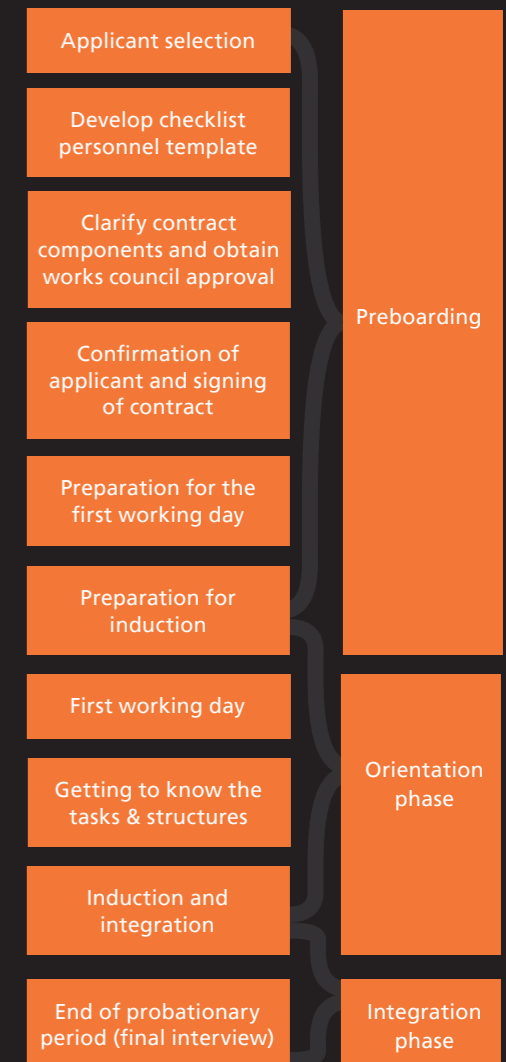 Applicant selection
Develop checklist
personnel template
Clarify contract
components and obtain
works council approval
Confirmation of
applicant and signing
of contract
Preparation for the
first working day
Preparation for
induction
Preboarding
First working day
Getting to know the
tasks & structures
Induction and
integration
Orientation
phase
End of probationary
period (final interview)
Integration
phase